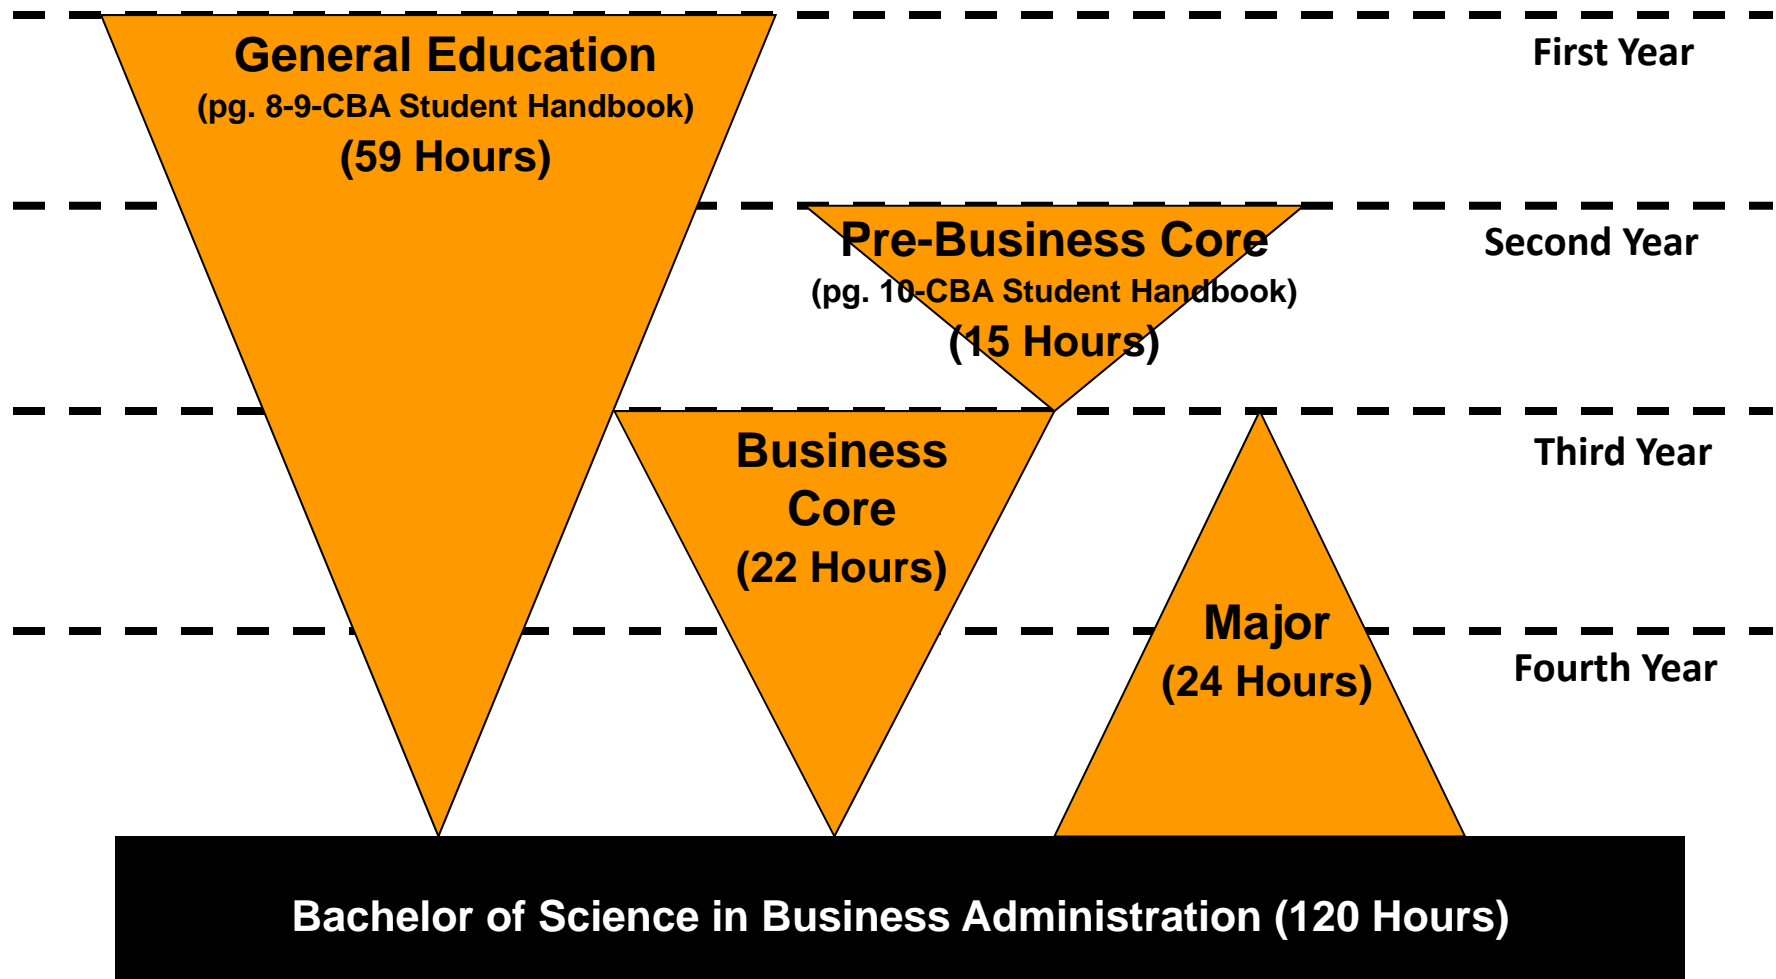 General Education
(pg. 8-9-CBA Student Handbook)
(59 Hours)
First Year
Pre-Business Core
(pg. 10-CBA Student Handbook)
(15 Hours)
Second Year
Business
Core
(22 Hours)
Third Year
Major
(24 Hours)
Fourth Year
Bachelor of Science in Business Administration (120 Hours)